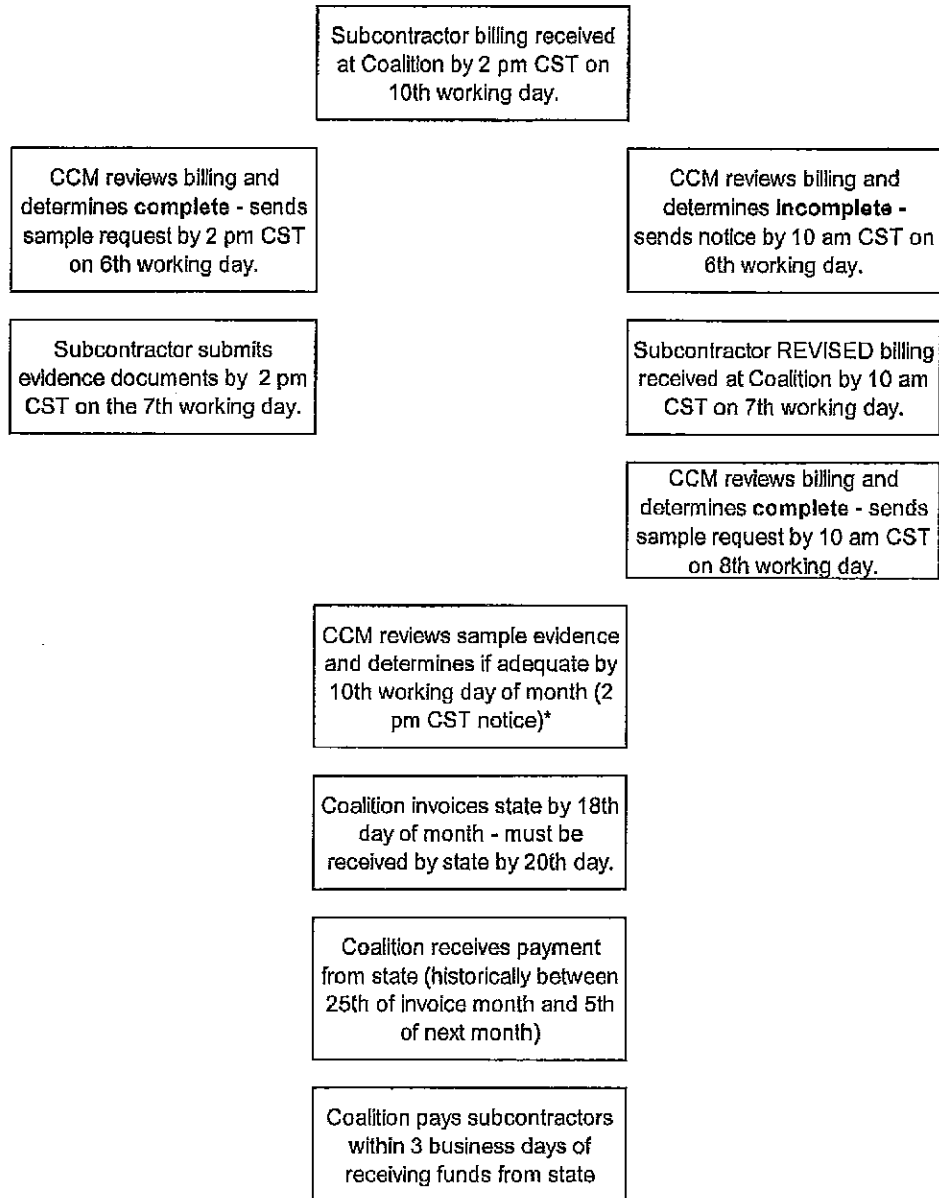 Subcontractor billing received
at Coalition by 2 pm CST on
10th working day.
CCM reviews billing and
determines complete - sends
sample request by 2 pm CST
on 6th working day.
CCM reviews billing and
determines incomplete -
sends notice by 10 am CST on
6th working day.
Subcontractor submits
evidence documents by 2 pm
CST on the 7th working day.
Subcontractor REVISED billing
received at Coalition by 10 am
CST on 7th working day.
CCM reviews billing and
determines complete - sends
sample request by 10 am CST
on 8th working day.
CCM reviews sample evidence
and determines if adequate by
10th working day of month (2
pm CST notice)*
Coalition invoices state by 18th
day of month - must be
received by state by 20th day.
Coalition receives payment
from state (historically between
25th of invoice month and 5th
of next month)
Coalition pays subcontractors
within 3 business days of
receiving funds from state